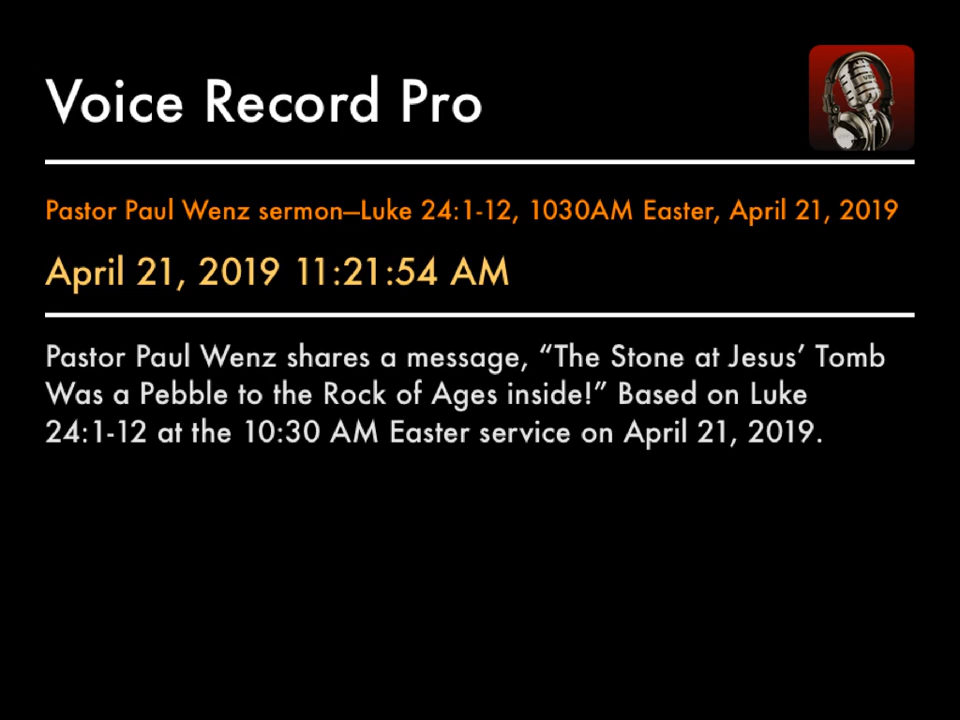 Voice Record Pro
Pastor Paul Wenz sermon—Luke 24:1-12, 1030AM Easter, April 21, 2019
April 21, 2019 11:21:54 AM
Pastor Paul Wenz shares a message, “The Stone at Jesus’ Tomb
Was a Pebble to the Rock of Ages inside!” Based on Luke
24:1-12 at the 10:30 AM Easter service on April 21, 2019.